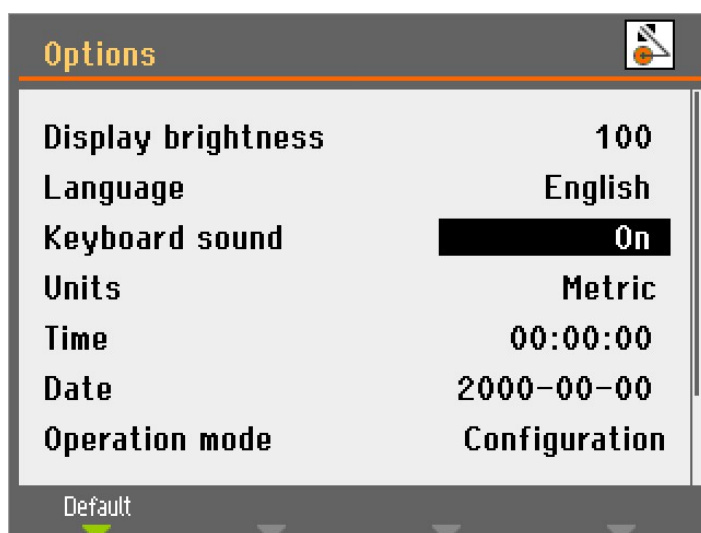 Options
Display brightness 100
Language English
Keyboard sound On
Units Metric
Time 00:00:00
Date 2000-00-00
Operation mode Configuration
Default